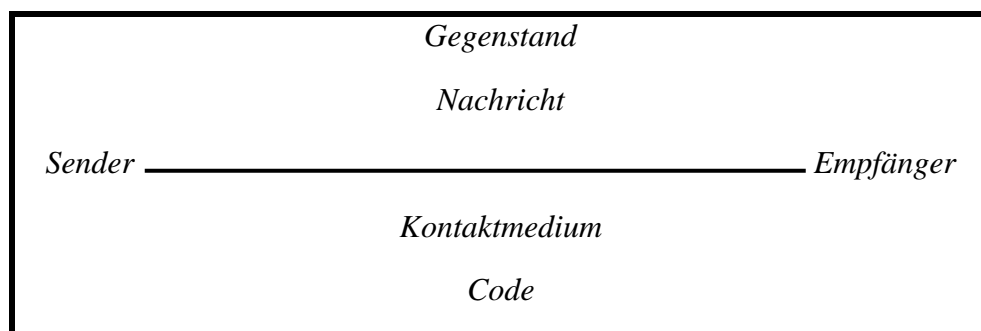 Gegenstand
Nachricht
Sender Empfänger
Kontaktmedium
Code